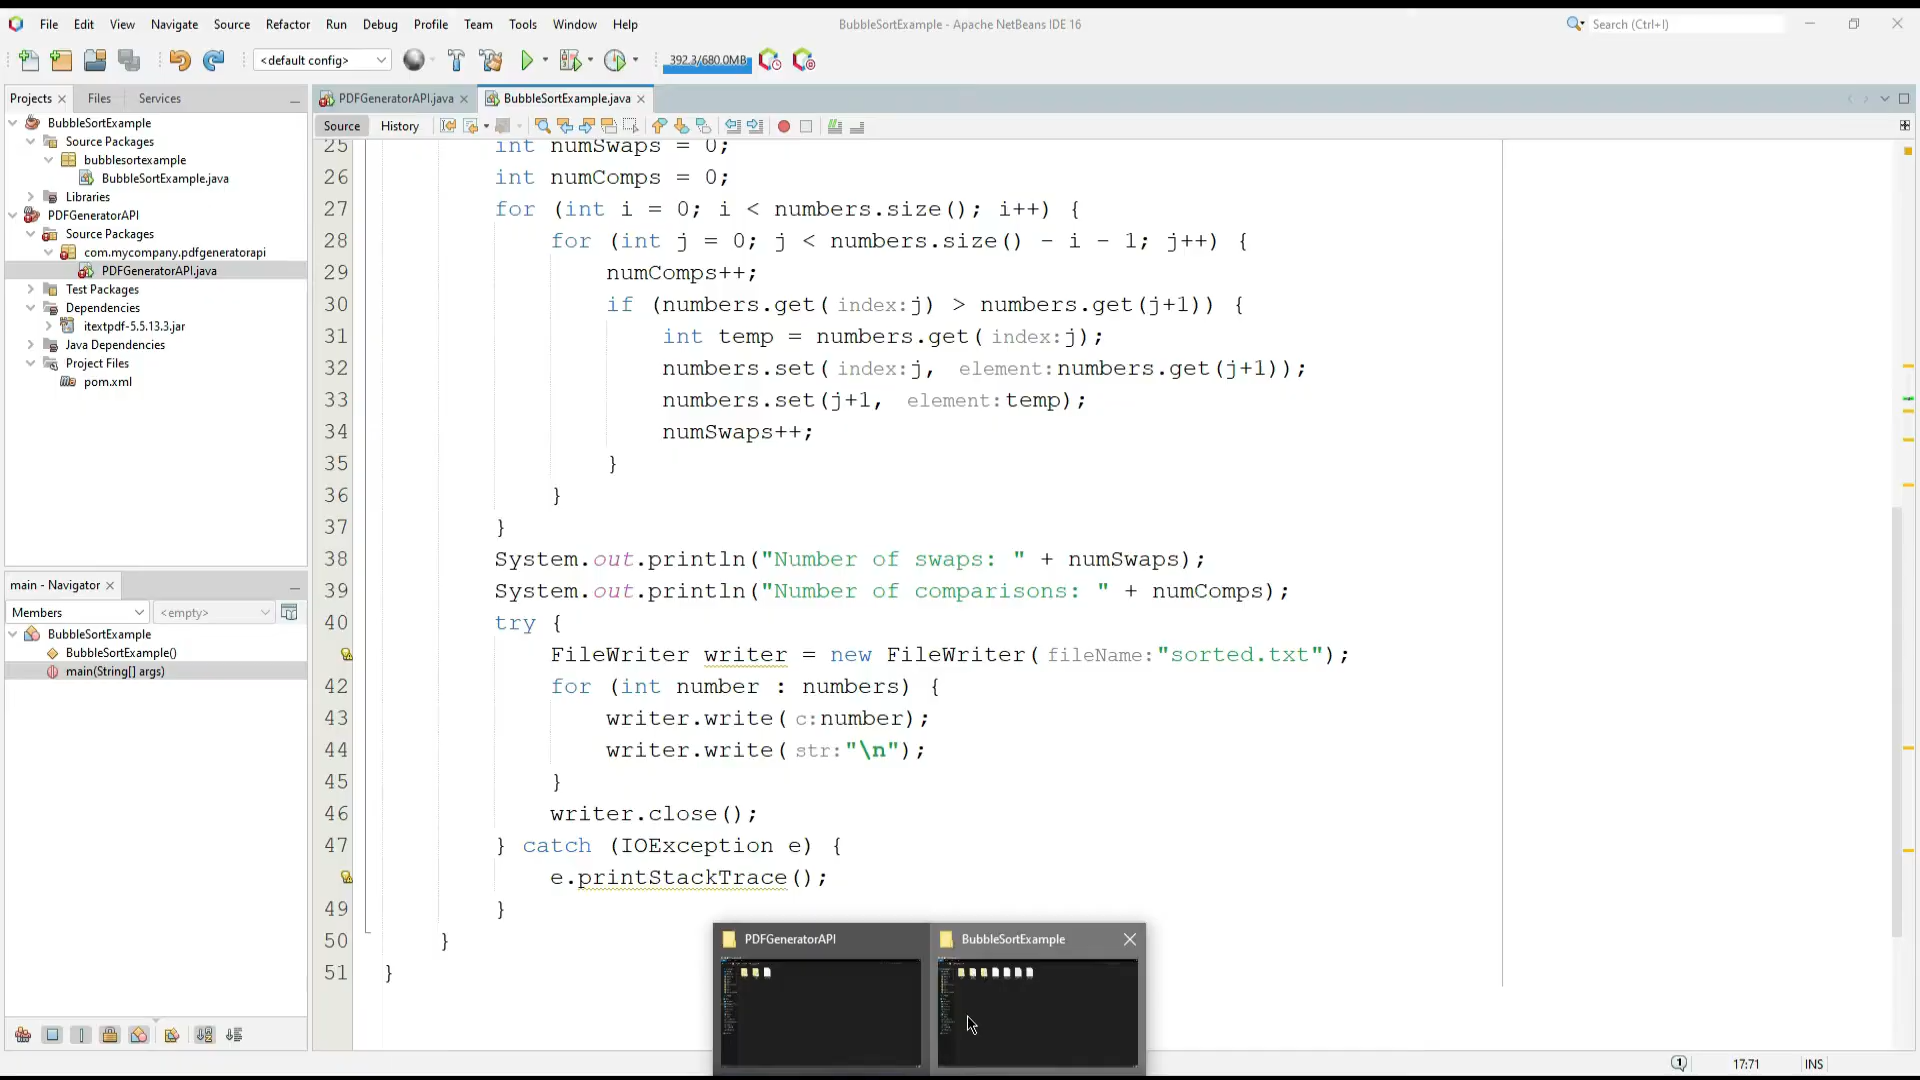 File Edit View Navigate Source Refactor Run Debug Profile Team Tools Window Help
BubbleSortExample - Apache NetBeans IDE 16
Search (Ctrl+I)
<default config>
392.3/680.0MB
Projects Files Services
PDFGeneratorAPI.java BubbleSortExample.java
Source History
BubbleSortExample
Source Packages
bubblesortexample
BubbleSortExample.java
Libraries
PDFGeneratorAPI
Source Packages
com.mycompany.pdfgeneratorapi
PDFGeneratorAPI.java
Test Packages
Dependencies
itextpdf-5.5.13.3.jar
Java Dependencies
Project Files
pom.xml
main - Navigator
Members <empty>
BubbleSortExample
BubbleSortExample()
main(String[] args)
25 int numSwaps = 0;
26 int numComps = 0;
27 for (int i = 0; i < numbers.size(); i++) {
28 for (int j = 0; j < numbers.size() - i - 1; j++) {
29 numComps++;
30 if (numbers.get(index:j) > numbers.get(j+1)) {
31 int temp = numbers.get(index:j);
32 numbers.set(index:j, element:numbers.get(j+1));
33 numbers.set(j+1, element:temp);
34 numSwaps++;
35 }
36 }
37 }
38 System.out.println("Number of swaps: " + numSwaps);
39 System.out.println("Number of comparisons: " + numComps);
40 try {
FileWriter writer = new FileWriter(fileName:"sorted.txt");
42 for (int number : numbers) {
43 writer.write(c:number);
44 writer.write(str:"\n");
45 }
46 writer.close();
47 } catch (IOException e) {
e.printStackTrace();
49 }
50 }
51 }
PDFGeneratorAPI BubbleSortExample
1 17:71 INS